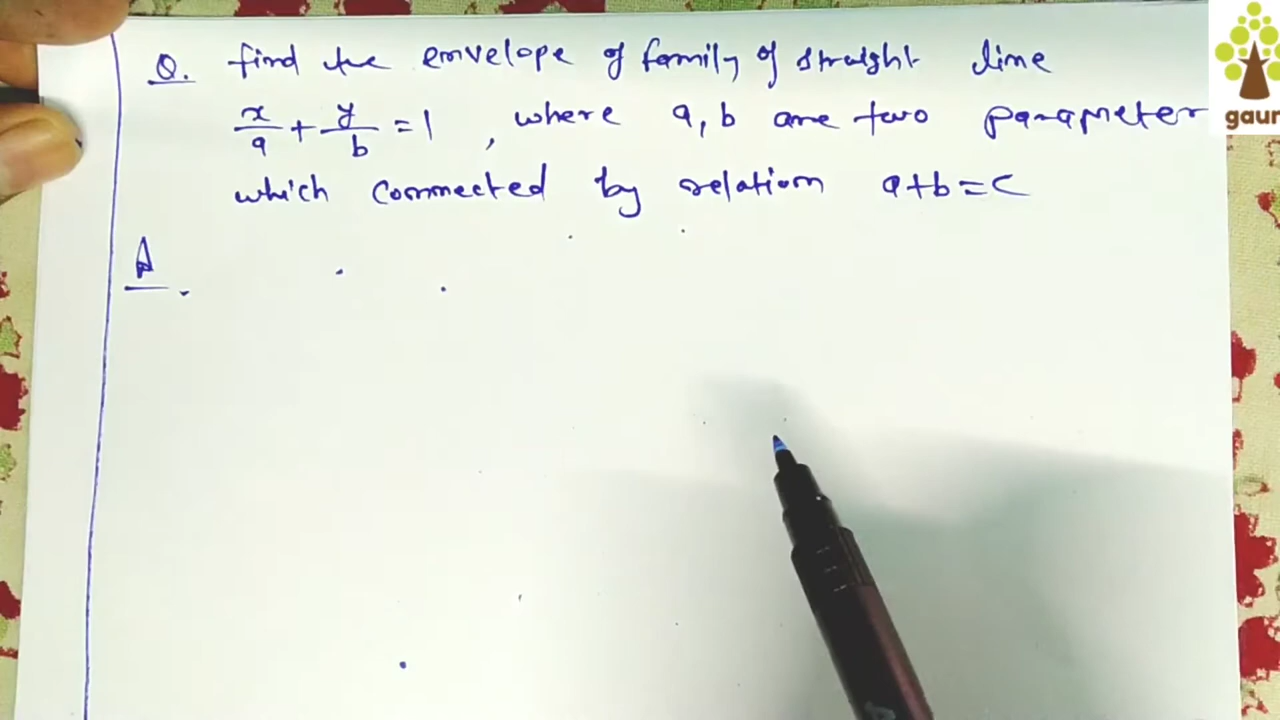 Q. find the envelope of family of straight line
x/a + y/b = 1, where a, b are two parameter
which connected by relation a+b=c
A.
gaur